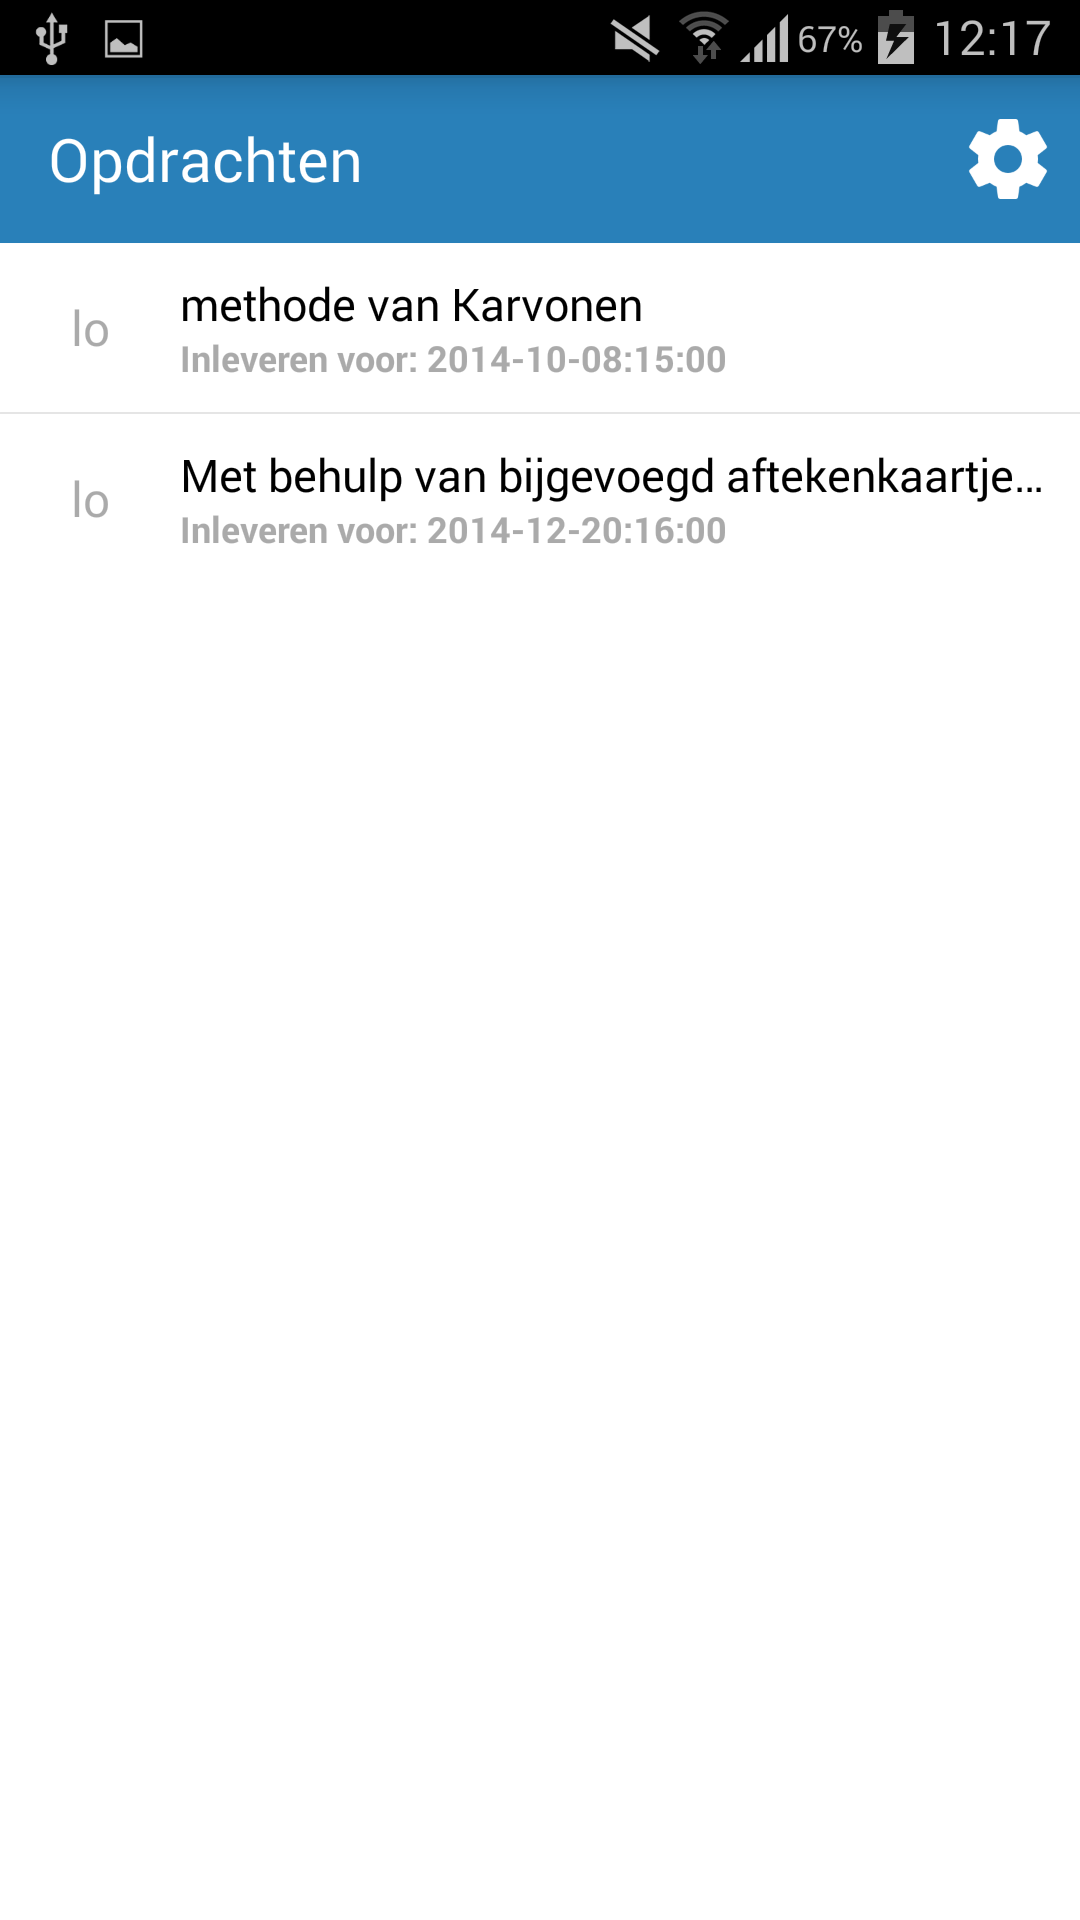 67% 12:17
Opdrachten
lo
methode van Karvonen
Inleveren voor: 2014-10-08:15:00
lo
Met behulp van bijgevoegd aftekenkaartje...
Inleveren voor: 2014-12-20:16:00